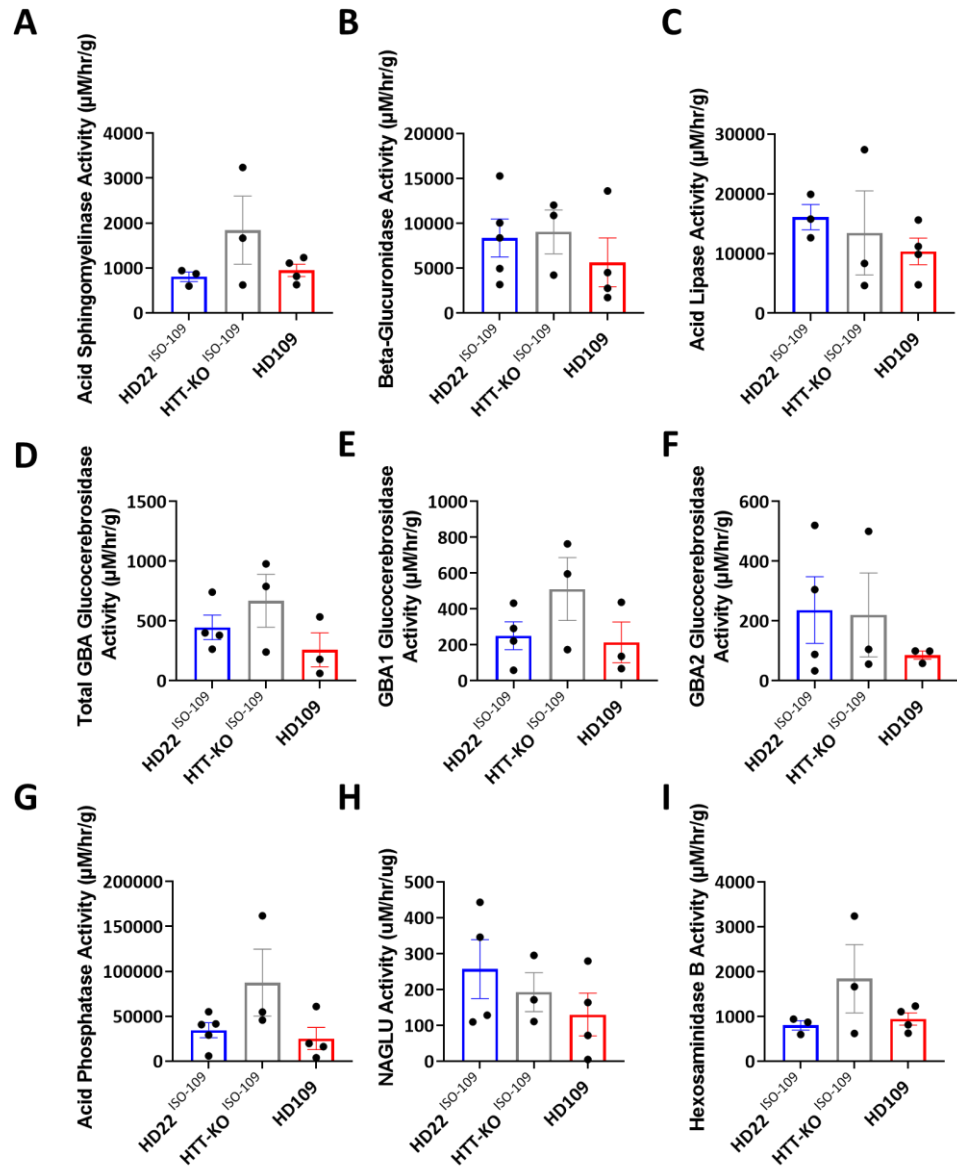 A
Acid Sphingomyelinase Activity (µM/hr/g)
4000
3000
2000
1000
0
HD22 ISO-109
HTT-KO ISO-109
HD109
B
Beta-Glucuronidase Activity (µM/hr/g)
20000
15000
10000
5000
0
HD22 ISO-109
HTT-KO ISO-109
HD109
C
Acid Lipase Activity (µM/hr/g)
30000
20000
10000
0
HD22 ISO-109
HTT-KO ISO-109
HD109
D
Total GBA Glucocerebrosidase
Activity (µM/hr/g)
1500
1000
500
0
HD22 ISO-109
HTT-KO ISO-109
HD109
E
GBA1 Glucocerebrosidase
Activity (µM/hr/g)
1000
800
600
400
200
0
HD22 ISO-109
HTT-KO ISO-109
HD109
F
GBA2 Glucocerebrosidase
Activity (µM/hr/g)
600
400
200
0
HD22 ISO-109
HTT-KO ISO-109
HD109
G
Acid Phosphatase Activity (µM/hr/g)
200000
150000
100000
50000
0
HD22 ISO-109
HTT-KO ISO-109
HD109
H
NAGLU Activity (uM/hr/ug)
500
400
300
200
100
0
HD22 ISO-109
HTT-KO ISO-109
HD109
I
Hexosaminidase B Activity (µM/hr/g)
4000
3000
2000
1000
0
HD22 ISO-109
HTT-KO ISO-109
HD109